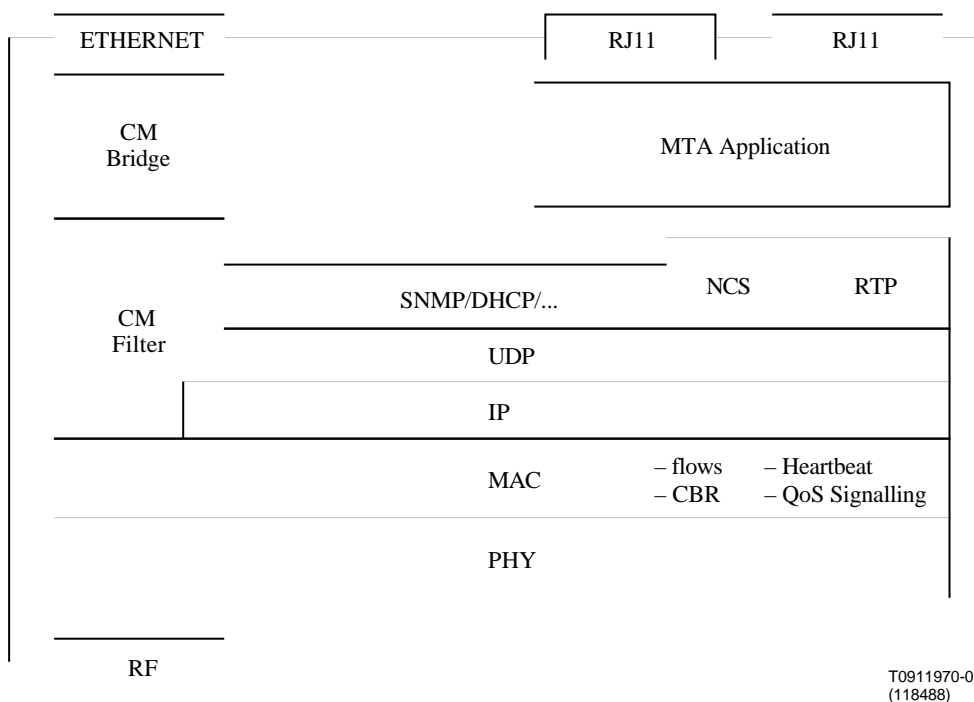 ETHERNET
RJ11
RJ11
CM
Bridge
MTA Application
NCS
RTP
SNMP/DHCP/...
CM
Filter
UDP
IP
MAC
– flows – Heartbeat
– CBR – QoS Signalling
PHY
RF
T0911970-0
(118488)